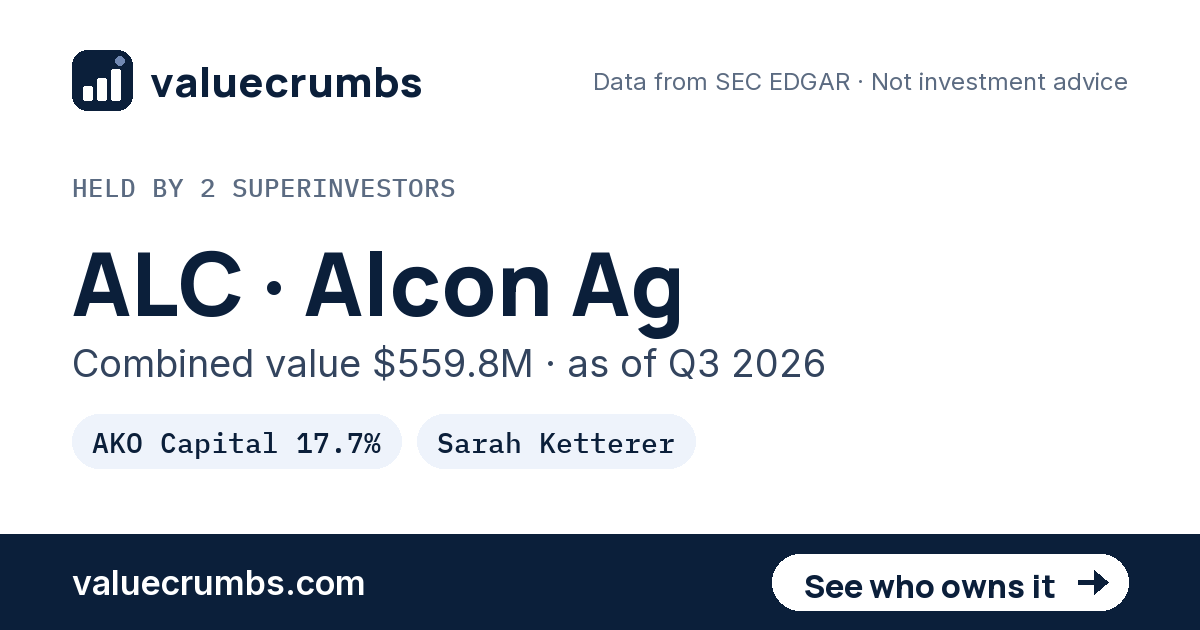 valuecrumbs
Data from SEC EDGAR · Not investment advice
HELD BY 2 SUPERINVESTORS
ALC · Alcon Ag
Combined value $559.8M · as of Q3 2026
AKO Capital 17.7%
Sarah Ketterer
valuecrumbs.com
See who owns it →